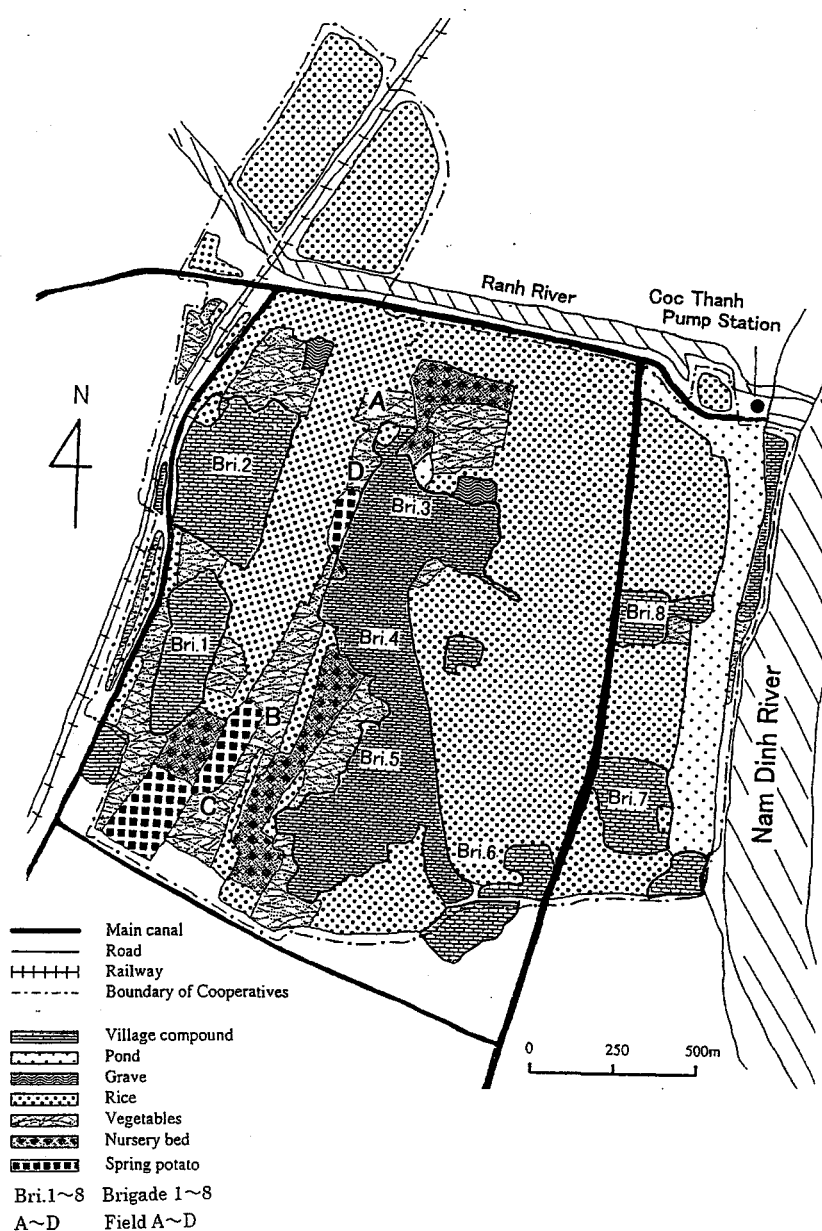 Ranh River
Coc Thanh
Pump Station
N
A
Bri.2
D
Bri.3
Bri.8
Bri.1
Bri.4
B
Nam Dinh River
Bri.5
Bri.7
C
Bri.6
Main canal
Road
Railway
Boundary of Cooperatives
0 250 500m
Village compound
Pond
Grave
Rice
Vegetables
Nursery bed
Spring potato
Bri.1~8 Brigade 1~8
A~D Field A~D